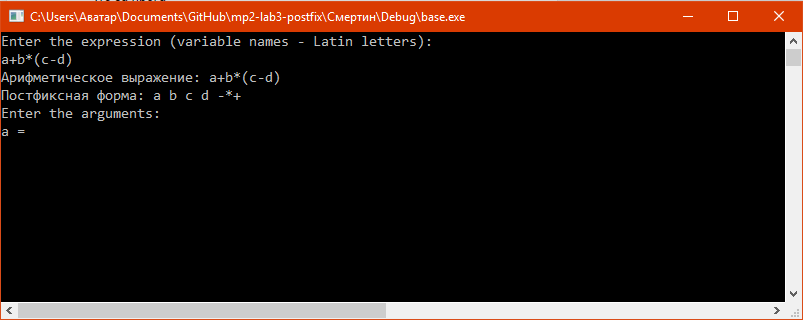 C:\Users\Аватар\Documents\GitHub\mp2-lab3-postfix\Смертин\Debug\base.exe
Enter the expression (variable names - Latin letters):
a+b*(c-d)
Арифметическое выражение: a+b*(c-d)
Постфиксная форма: a b c d -*+
Enter the arguments:
a =